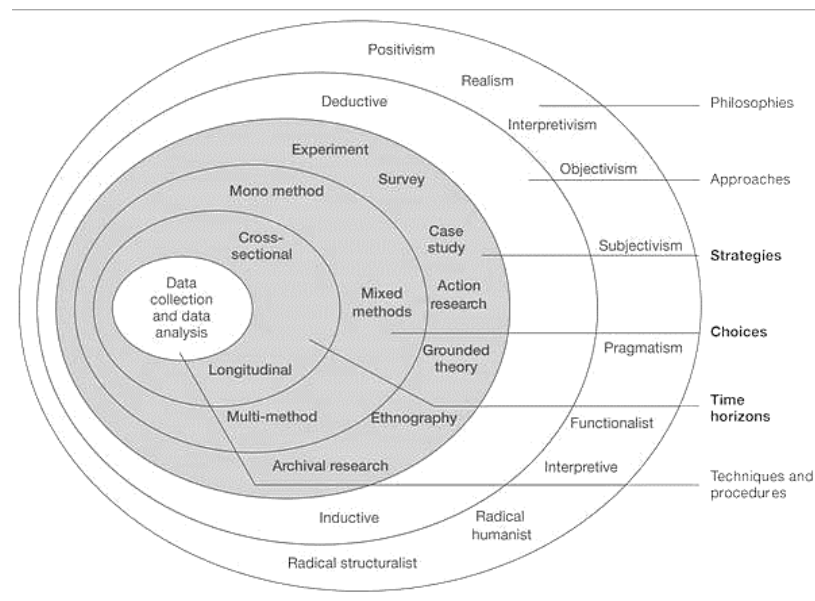 Positivism
Realism
Philosophies
Deductive
Interpretivism
Experiment
Objectivism
Survey
Approaches
Mono method
Case
study
Cross-
sectional
Subjectivism
Strategies
Data
collection
and data
analysis
Mixed
methods
Action
research
Choices
Pragmatism
Grounded
theory
Longitudinal
Time
horizons
Multi-method
Ethnography
Functionalist
Archival research
Interpretive
Techniques and
procedures
Inductive
Radical
humanist
Radical structuralist